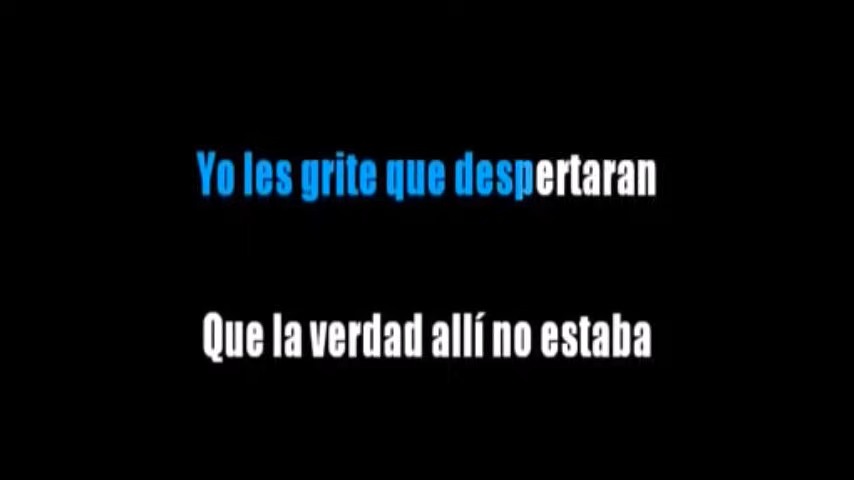 Yo les grite que despertaran
Que la verdad allí no estaba